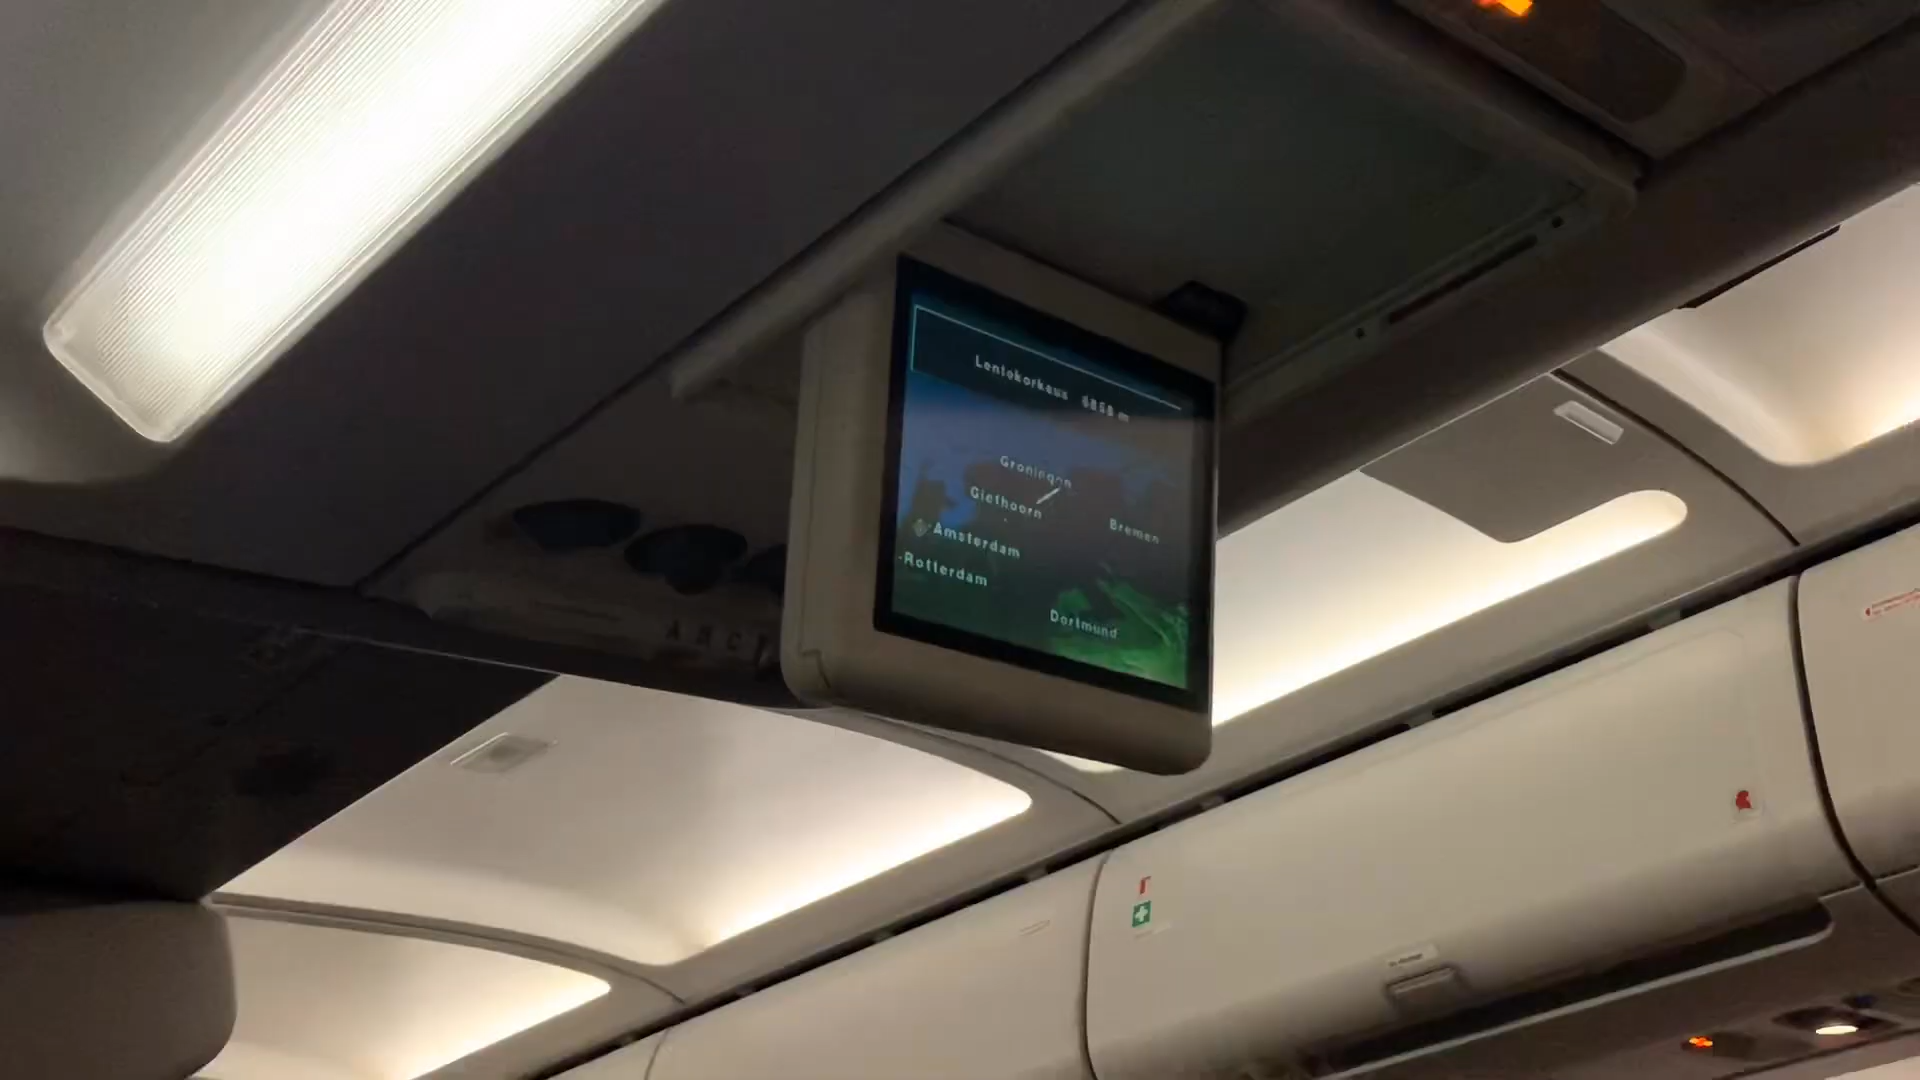 Lentokorkeus 6858 m
Groningen
Giethoorn
Bremen
Amsterdam
Rotterdam
Dortmund